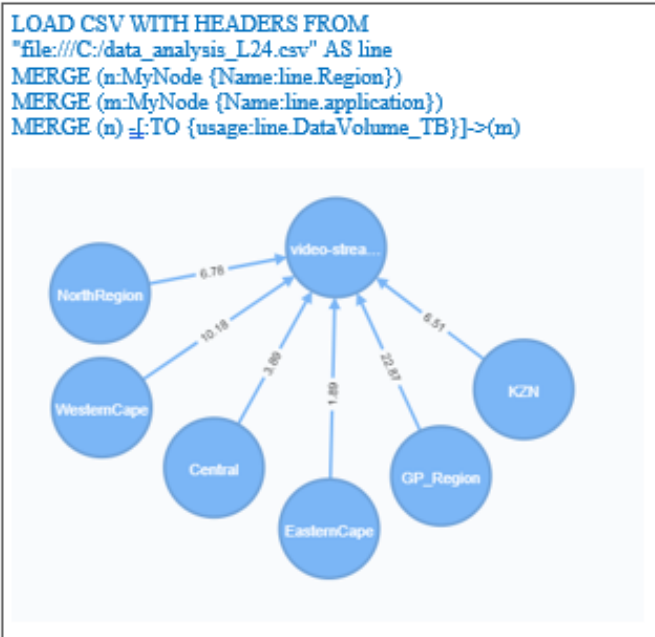 LOAD CSV WITH HEADERS FROM
"file:///C:/data_analysis_L24.csv" AS line
MERGE (n:MyNode {Name:line.Region})
MERGE (m:MyNode {Name:line.application})
MERGE (n) -[:TO {usage:line.DataVolume_TB}]->(m)
video-strea...
6.78
NorthRegion
10.18
6.51
3.89
22.87
1.89
KZN
WesternCape
Central
GP_Region
EasternCape